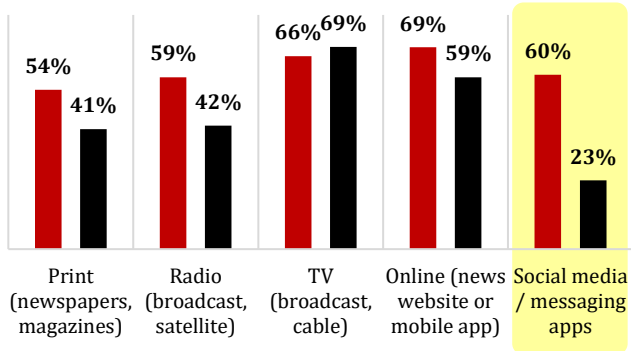 54%
41%
59%
42%
66%
69%
69%
59%
60%
23%
Print
(newspapers,
magazines)
Radio
(broadcast,
satellite)
TV
(broadcast,
cable)
Online (news
website or
mobile app)
Social media
/ messaging
apps